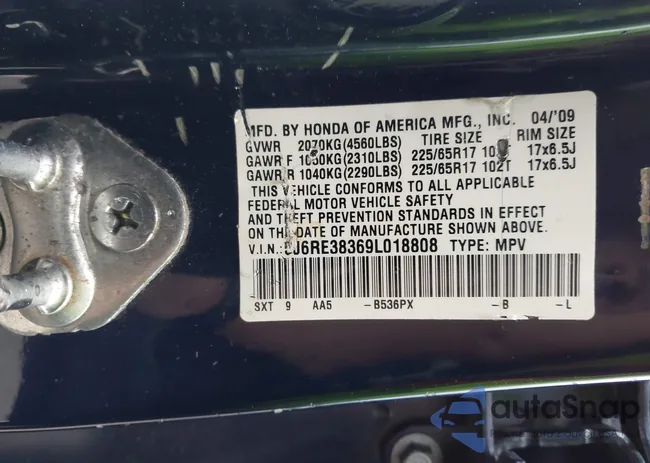 MFD. BY HONDA OF AMERICA MFG., INC. 04/'09
GVWR 2070KG(4560LBS) TIRE SIZE RIM SIZE
GAWR F 1050KG(2310LBS) 225/65R17 102T 17x6.5J
GAWR R 1040KG(2290LBS) 225/65R17 102T 17x6.5J
THIS VEHICLE CONFORMS TO ALL APPLICABLE
FEDERAL MOTOR VEHICLE SAFETY
AND THEFT PREVENTION STANDARDS IN EFFECT
ON THE DATE OF MANUFACTURE SHOWN ABOVE.
V.I.N.: 5J6RE38369L018808 TYPE: MPV
SXT 9 AA5 -B536PX -B -L
autoSnap